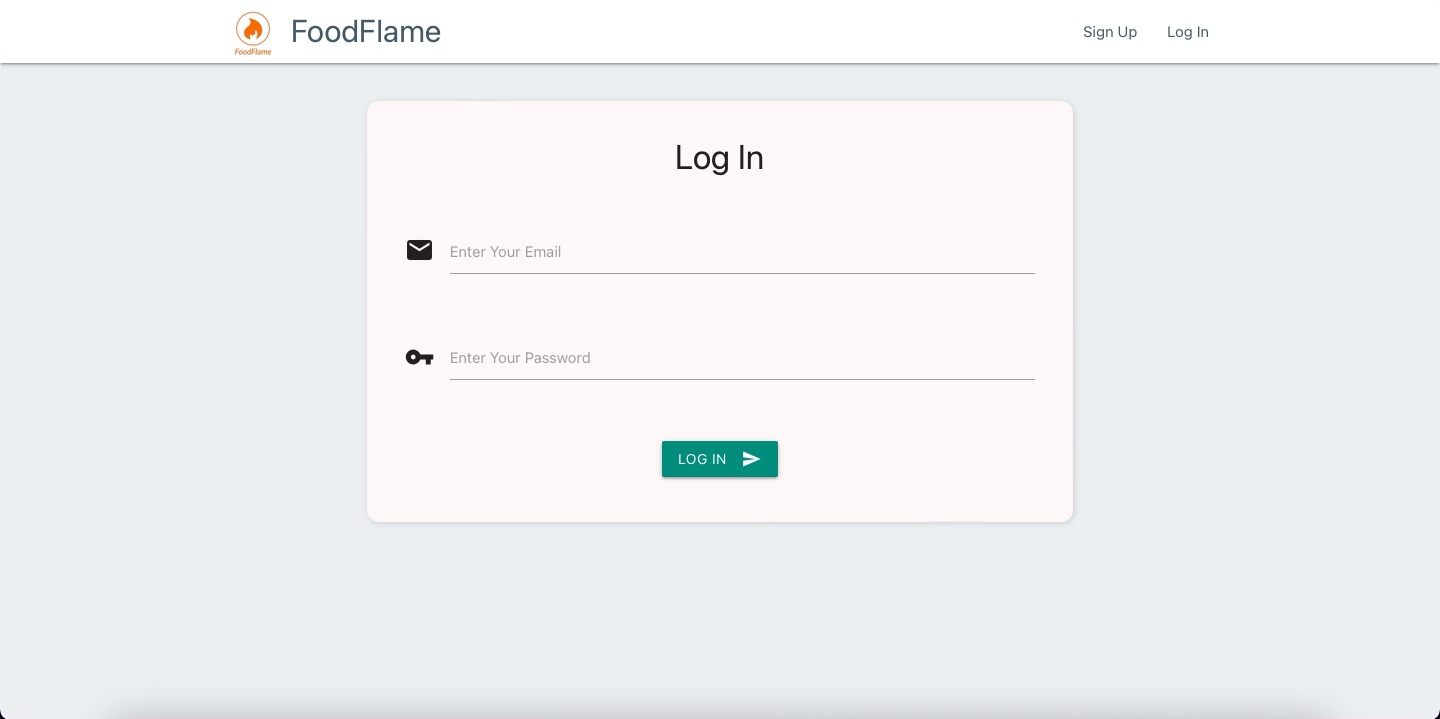 FoodFlame
FoodFlame
Sign Up
Log In
Log In
Enter Your Email
Enter Your Password
LOG IN